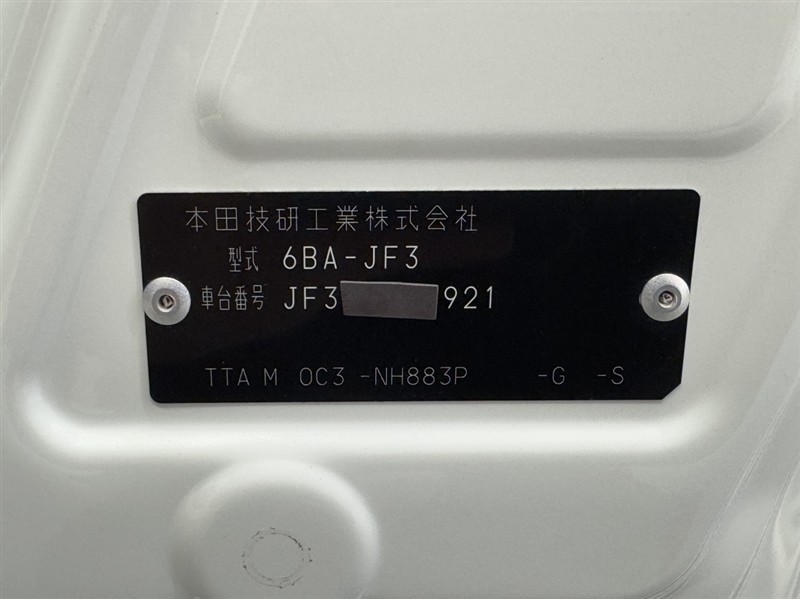 本田技研工業株式会社
型式 6BA-JF3
車台番号 JF3 921
TTA M 0C3 -NH883P -G -S